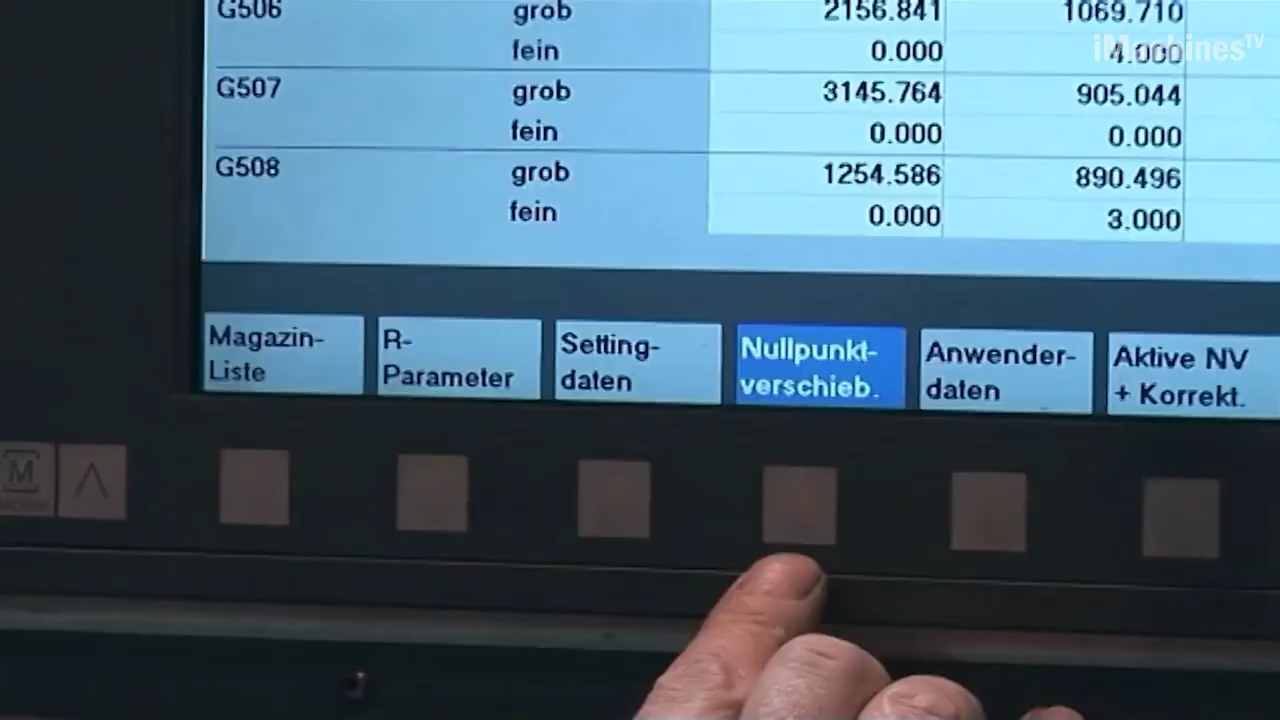 G506 grob 2156.841 1069.710
iMachinesTV
fein 0.000 4.000
G507 grob 3145.764 905.044
fein 0.000 0.000
G508 grob 1254.586 890.496
fein 0.000 3.000
Magazin-
Liste
R-
Parameter
Setting-
daten
Nullpunkt-
verschieb.
Anwender-
daten
Aktive NV
+ Korrekt.
M